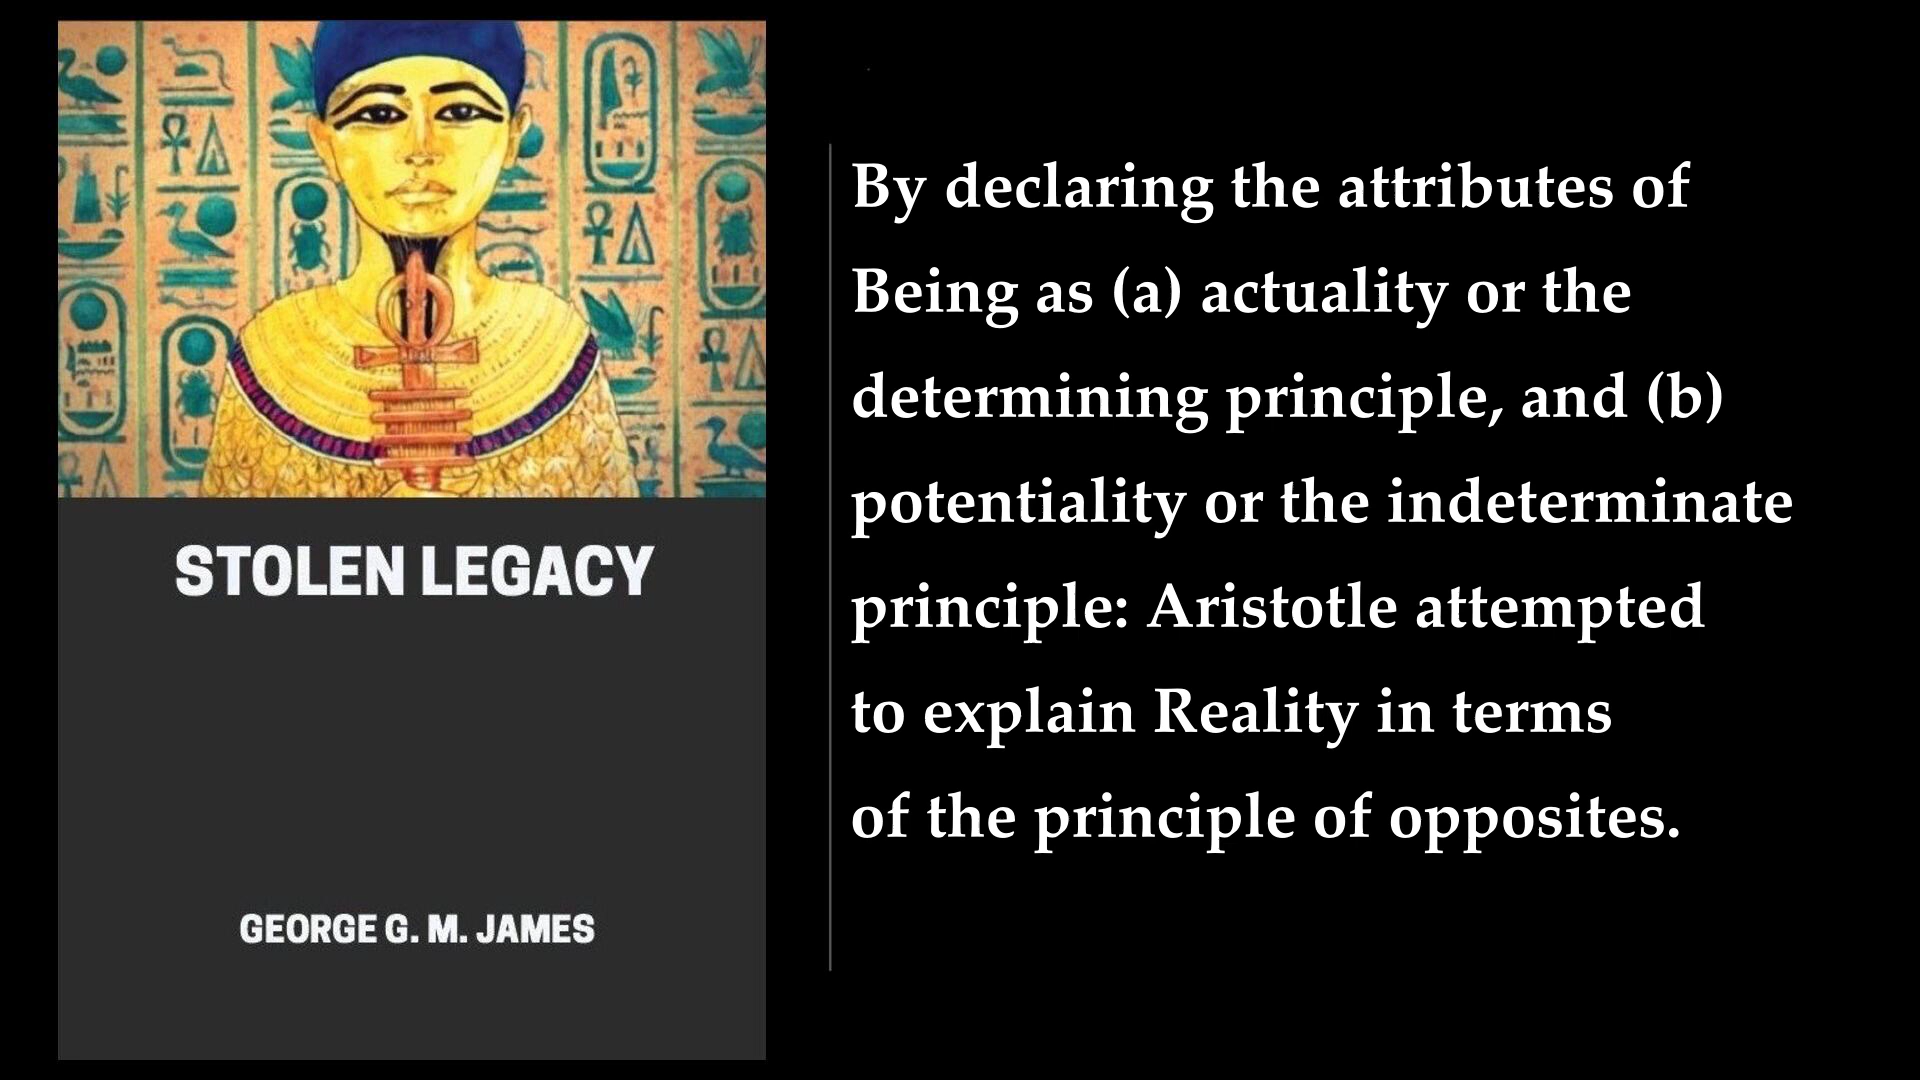 STOLEN LEGACY
GEORGE G. M. JAMES
By declaring the attributes of
Being as (a) actuality or the
determining principle, and (b)
potentiality or the indeterminate
principle: Aristotle attempted
to explain Reality in terms
of the principle of opposites.